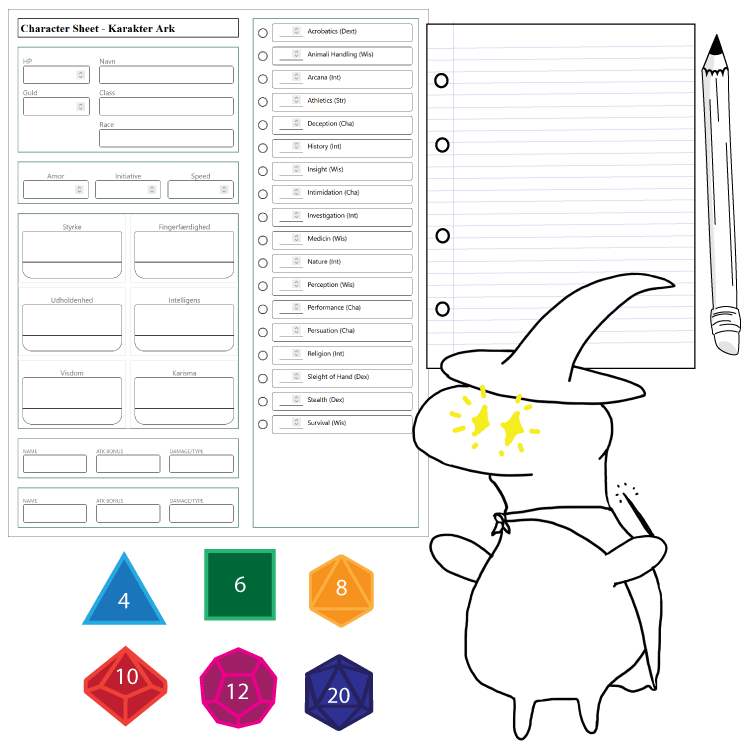 Character Sheet - Karakter Ark
HP
Navn
Guld
Class
Race
Amor
Initiative
Speed
Styrke
Fingerfærdighed
Udholdenhed
Intelligens
Visdom
Karisma
NAME
ATK BONUS
DAMAGE/TYPE
NAME
ATK BONUS
DAMAGE/TYPE
Acrobatics (Dext)
Animali Handling (Wis)
Arcana (Int)
Athletics (Str)
Deception (Cha)
History (Int)
Insight (Wis)
Intimidation (Cha)
Investigation (Int)
Medicin (Wis)
Nature (Int)
Perception (Wis)
Performance (Cha)
Persuation (Cha)
Religion (Int)
Sleight of Hand (Dex)
Stealth (Dex)
Survival (Wis)
4
6
8
10
12
20